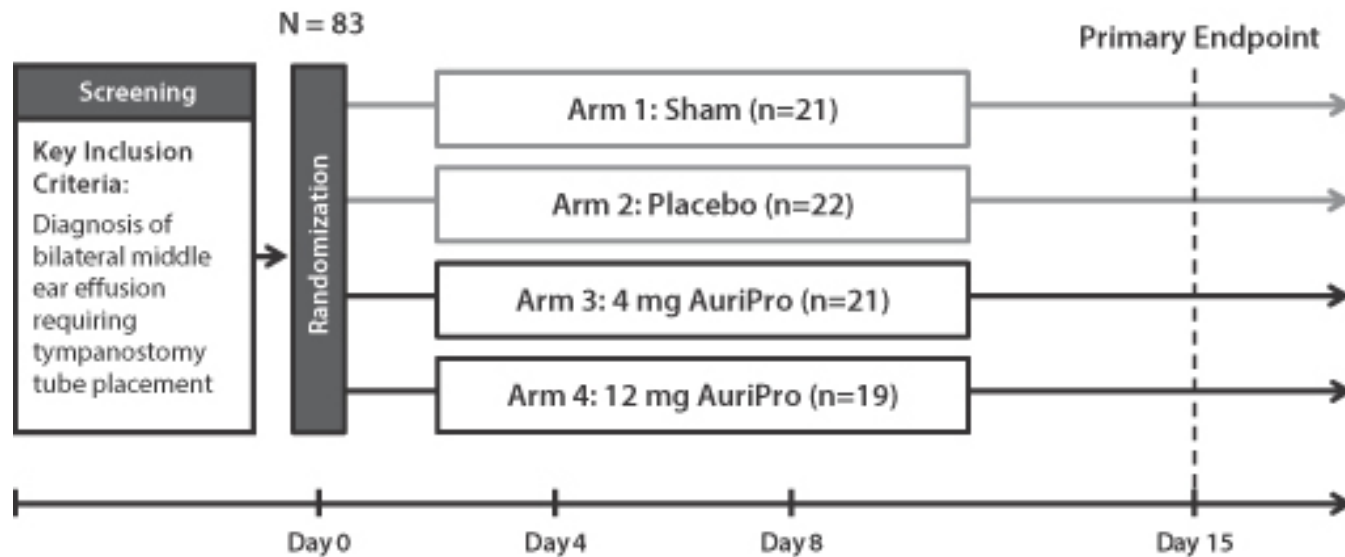 N = 83
Primary Endpoint
Screening
Key Inclusion
Criteria:
Diagnosis of
bilateral middle
ear effusion
requiring
tympanostomy
tube placement
Randomization
Arm 1: Sham (n=21)
Arm 2: Placebo (n=22)
Arm 3: 4 mg AuriPro (n=21)
Arm 4: 12 mg AuriPro (n=19)
Day 0
Day 4
Day 8
Day 15